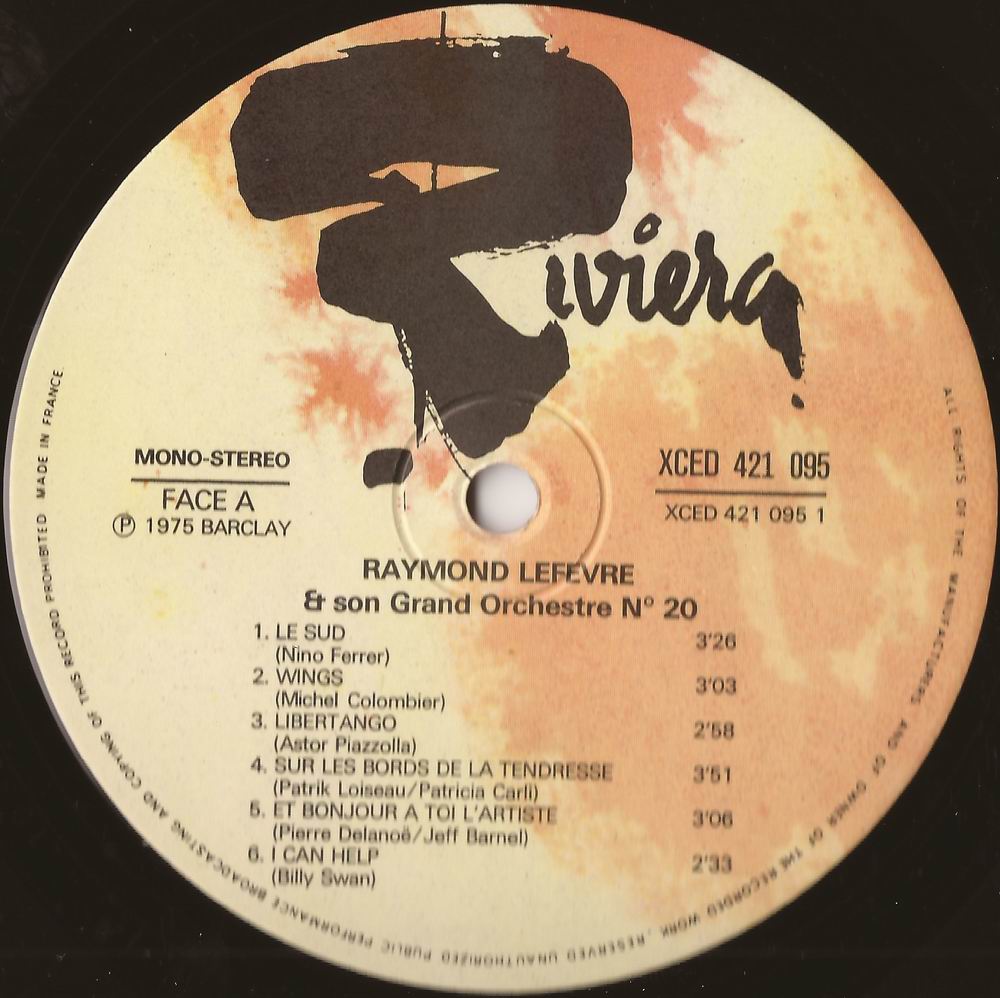 Riviera
MONO-STEREO
FACE A
℗ 1975 BARCLAY
XCED 421 095
XCED 421 095 1
RAYMOND LEFEVRE
& son Grand Orchestre N° 20
1. LE SUD 3'26
(Nino Ferrer)
2. WINGS 3'03
(Michel Colombier)
3. LIBERTANGO 2'58
(Astor Piazzolla)
4. SUR LES BORDS DE LA TENDRESSE 3'51
(Patrik Loiseau/Patricia Carli)
5. ET BONJOUR A TOI L'ARTISTE 3'06
(Pierre Delanoë/Jeff Barnel)
6. I CAN HELP 2'33
(Billy Swan)
ALL RIGHTS OF THE MANUFACTURERS AND OF OWNER OF THE RECORDED WORK. RESERVED UNAUTHORIZED PUBLIC PERFORMANCE BROADCASTING AND COPYING OF THIS RECORD PROHIBITED MADE IN FRANCE.